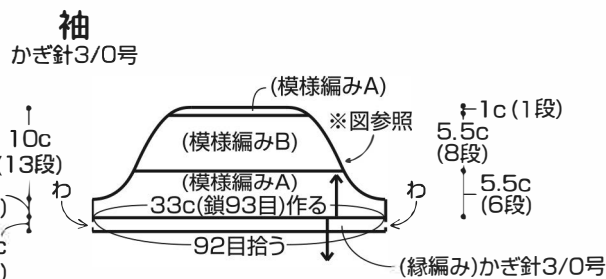 袖
かぎ針3/0号
(模様編みA)
※図参照
1c(1段)
10c
(13段)
(模様編みB)
5.5c
(8段)
(模様編みA)
わ
わ
5.5c
(6段)
33c(鎖93目)作る
92目拾う
(縁編み)かぎ針3/0号